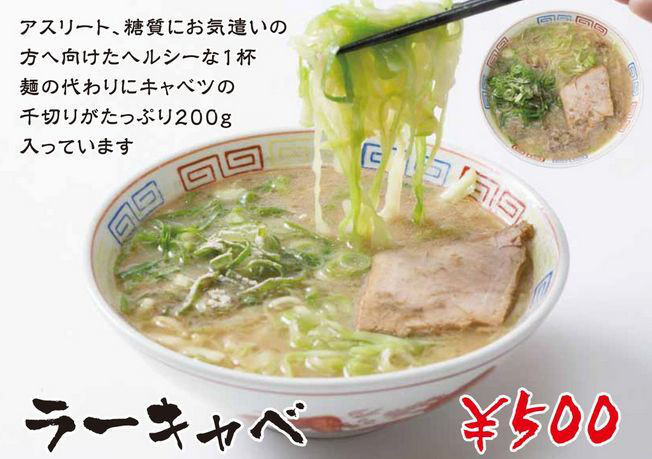 アスリート、糖質にお気遣いの
方へ向けたヘルシーな1杯
麺の代わりにキャベツの
千切りがたっぷり200g
入っています
ラーキャベ
¥500